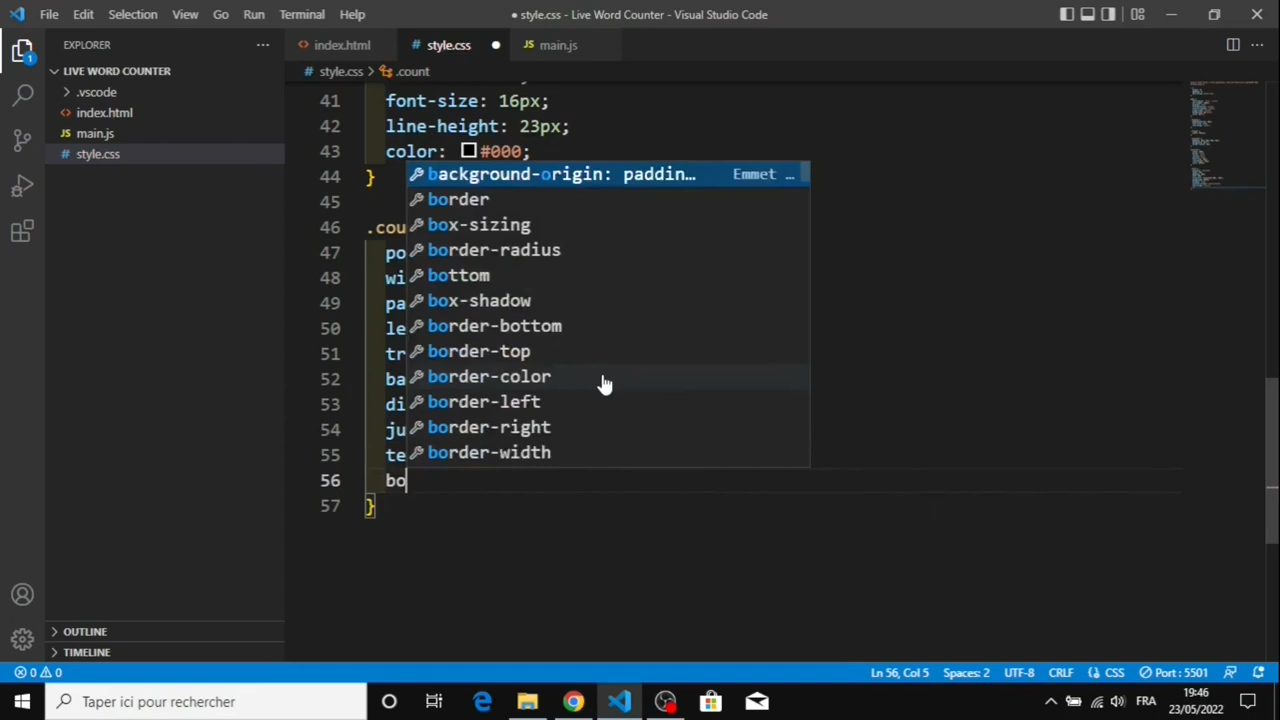 File Edit Selection View Go Run Terminal Help
● style.css - Live Word Counter - Visual Studio Code
EXPLORER
LIVE WORD COUNTER
.vscode
index.html
main.js
style.css
OUTLINE
TIMELINE
index.html
style.css
main.js
style.css > .count
41 font-size: 16px;
42 line-height: 23px;
43 color: #000;
44 }
45
46 .cou
47 po
48 wi
49 pa
50 le
51 tr
52 ba
53 di
54 ju
55 te
56 bo
57 }
background-origin: paddin… Emmet …
border
box-sizing
border-radius
bottom
box-shadow
border-bottom
border-top
border-color
border-left
border-right
border-width
1
0 0
Ln 56, Col 5 Spaces: 2 UTF-8 CRLF CSS Port : 5501
Taper ici pour rechercher
FRA
19:46
23/05/2022